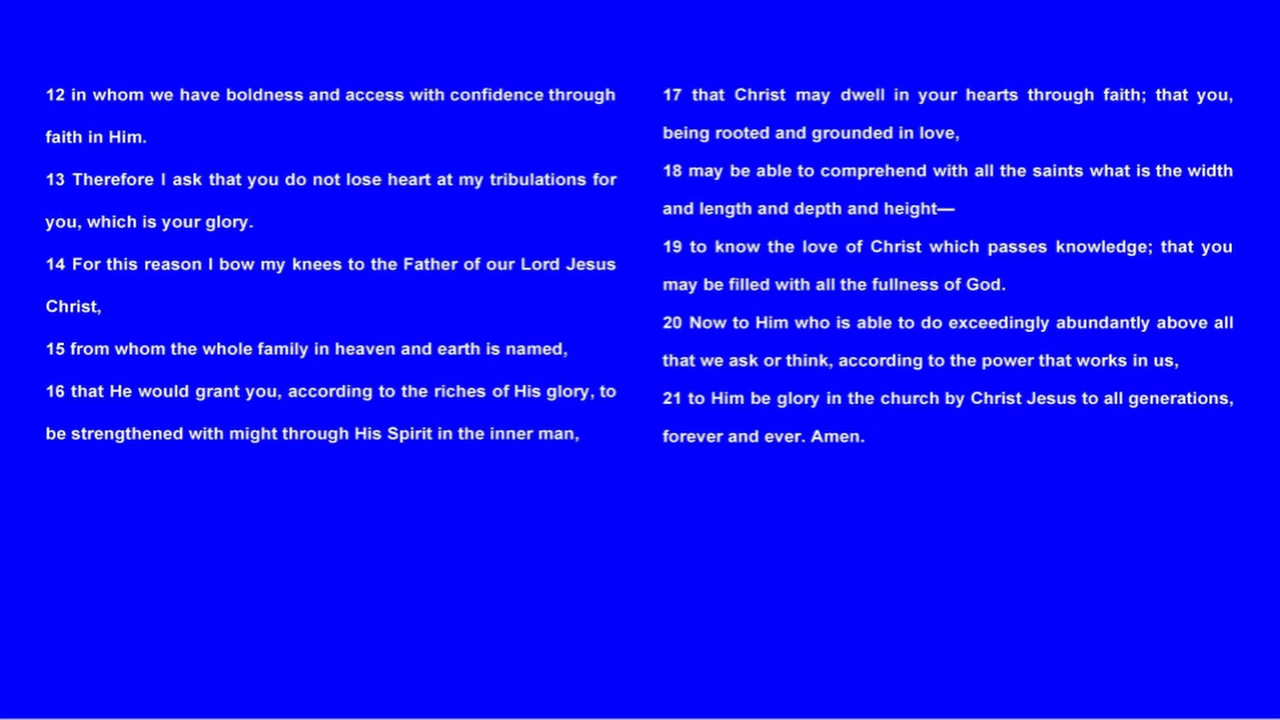 12 in whom we have boldness and access with confidence through
faith in Him.
13 Therefore I ask that you do not lose heart at my tribulations for
you, which is your glory.
14 For this reason I bow my knees to the Father of our Lord Jesus
Christ,
15 from whom the whole family in heaven and earth is named,
16 that He would grant you, according to the riches of His glory, to
be strengthened with might through His Spirit in the inner man,
17 that Christ may dwell in your hearts through faith; that you,
being rooted and grounded in love,
18 may be able to comprehend with all the saints what is the width
and length and depth and height—
19 to know the love of Christ which passes knowledge; that you
may be filled with all the fullness of God.
20 Now to Him who is able to do exceedingly abundantly above all
that we ask or think, according to the power that works in us,
21 to Him be glory in the church by Christ Jesus to all generations,
forever and ever. Amen.